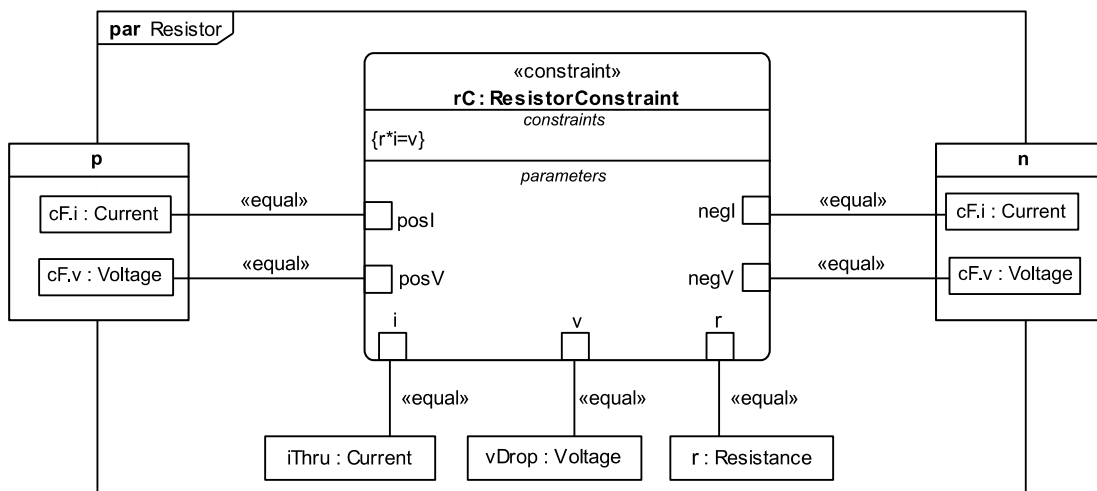 par Resistor
«constraint»
rC : ResistorConstraint
constraints
{r*i=v}
parameters
p
cF.i : Current
cF.v : Voltage
«equal»
«equal»
posI
posV
negI
negV
«equal»
«equal»
n
cF.i : Current
cF.v : Voltage
i
v
r
«equal»
«equal»
«equal»
iThru : Current
vDrop : Voltage
r : Resistance